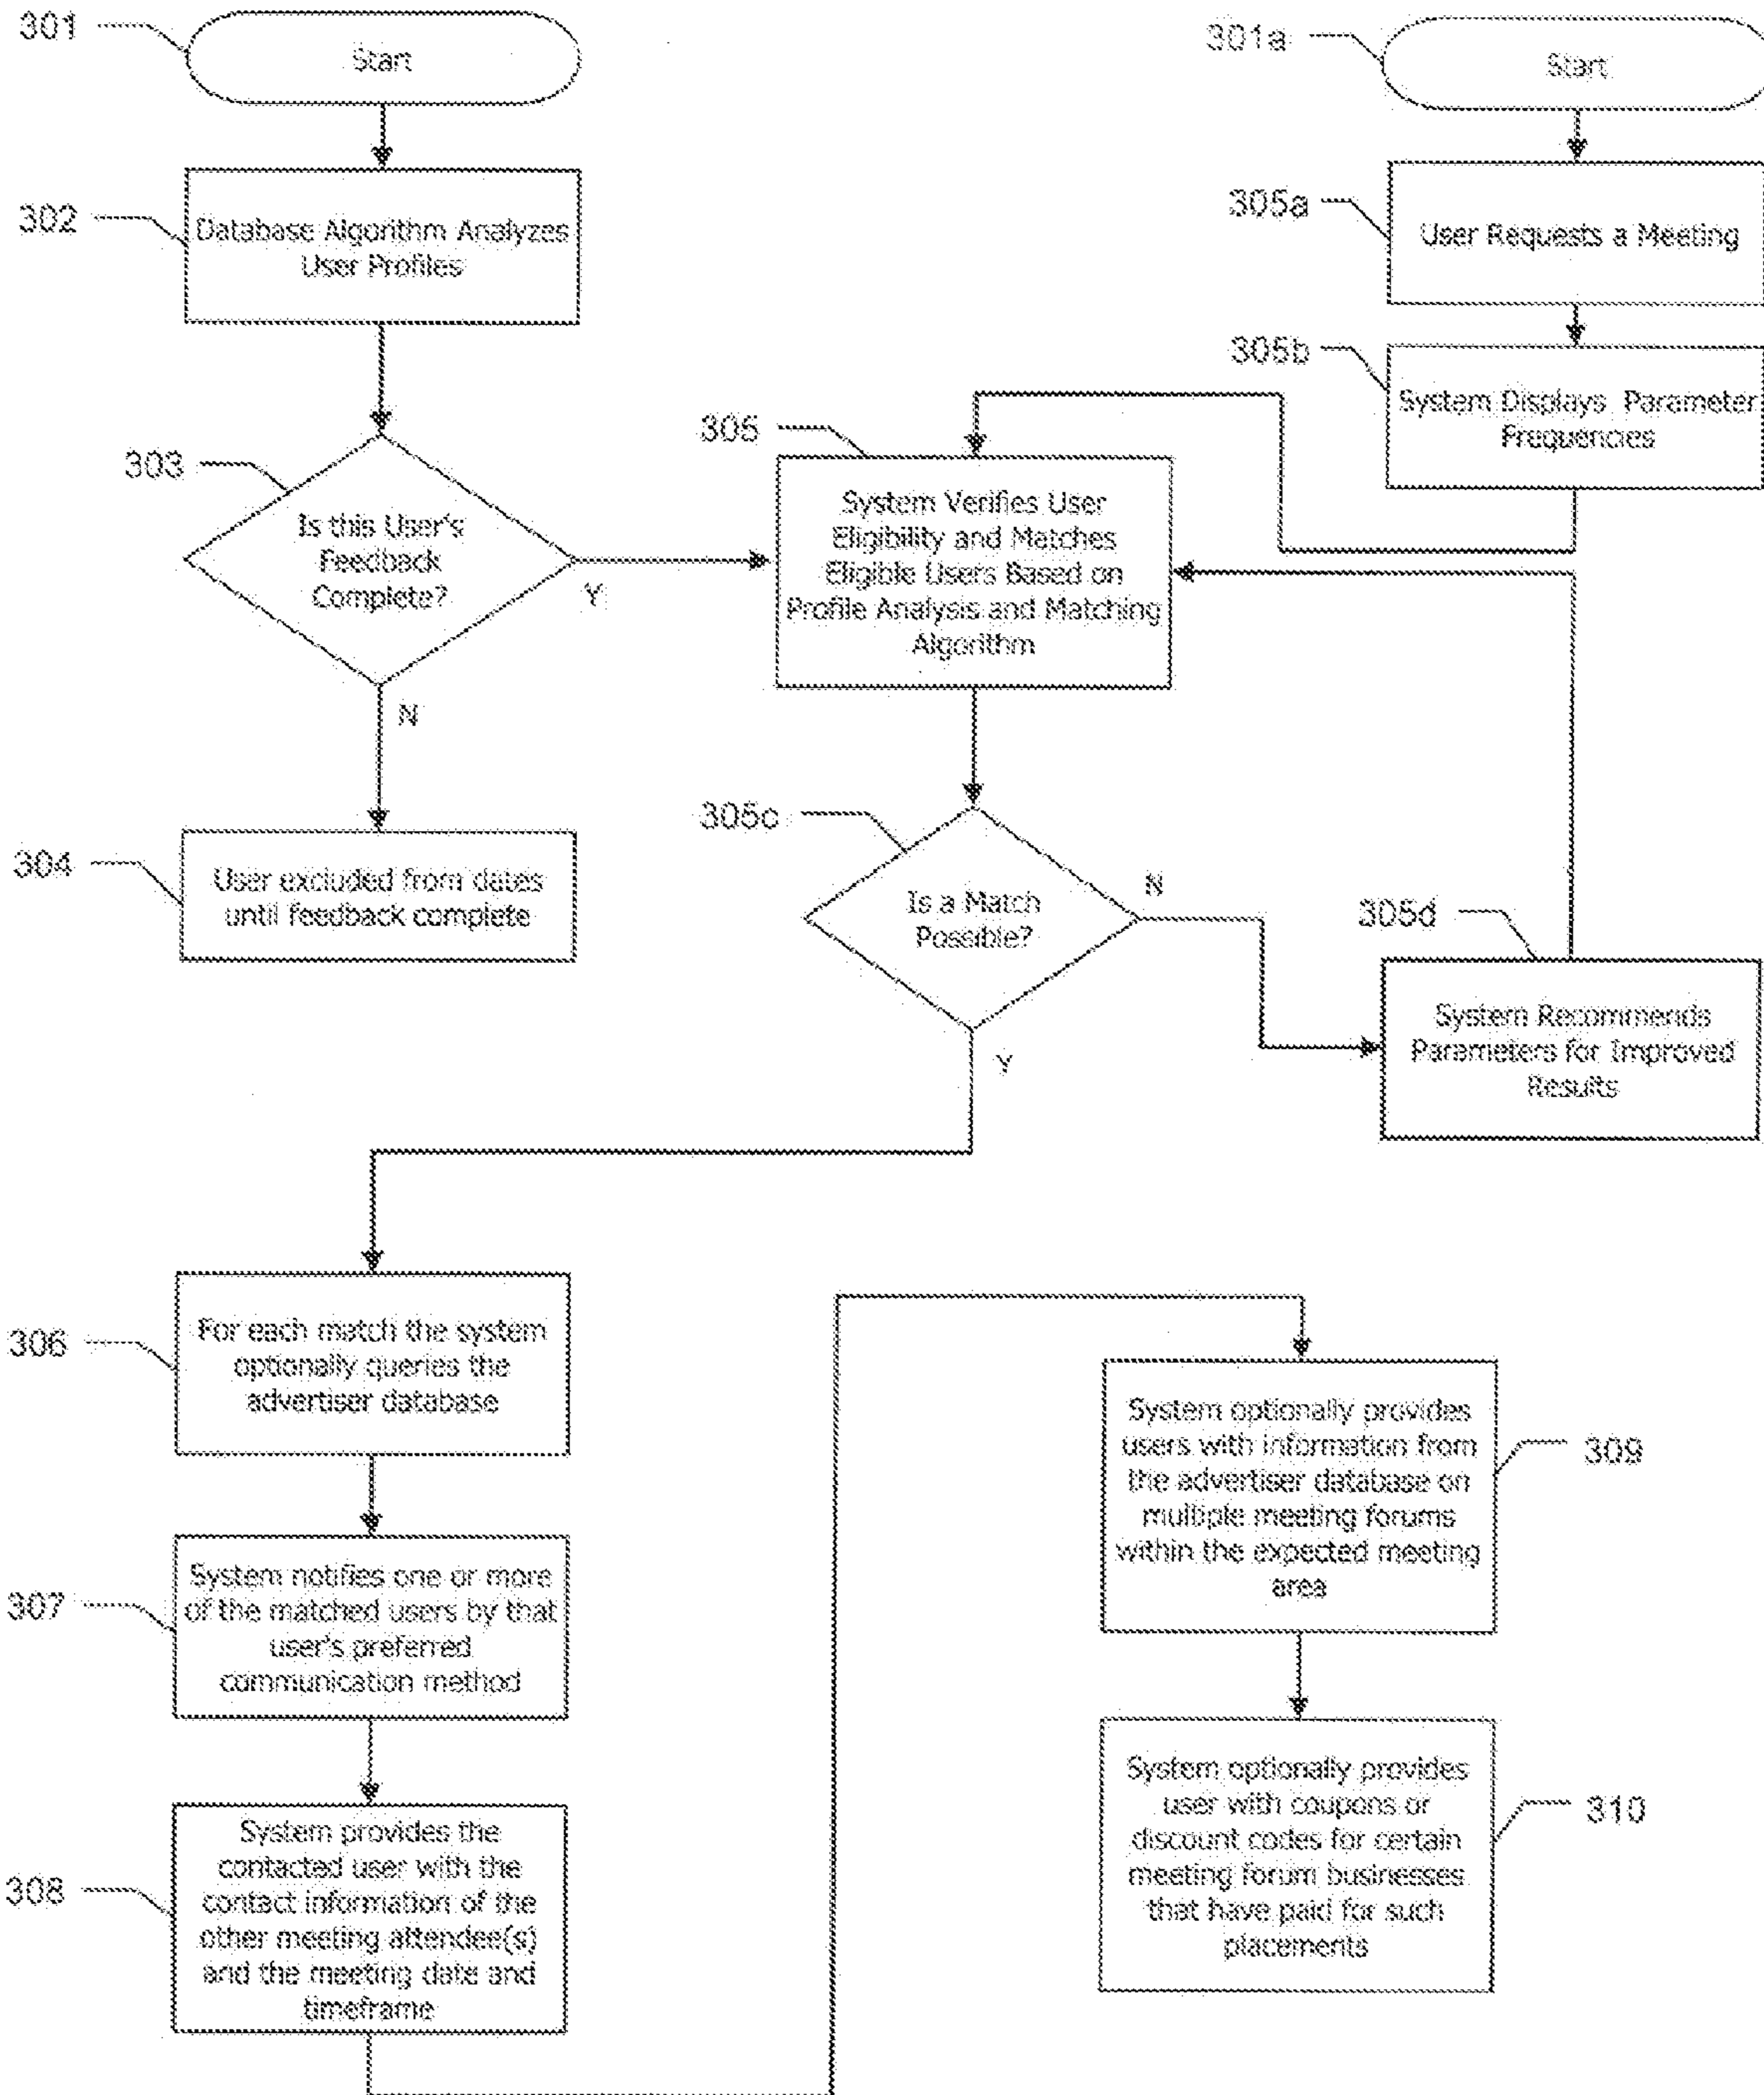 301
Start
302
Database Algorithm Analyzes
User Profiles
303
Is this User's
Feedback
Complete?
Y
N
304
User excluded from dates
until feedback complete
301a
Start
305a
User Requests a Meeting
305b
System Displays Parameter
Frequencies
305
System Verifies User
Eligibility and Matches
Eligible Users Based on
Profile Analysis and Matching
Algorithm
305c
Is a Match
Possible?
N
Y
305d
System Recommends
Parameters for Improved
Results
306
For each match the system
optionally queries the
advertiser database
307
System notifies one or more
of the matched users by that
user's preferred
communication method
308
System provides the
contacted user with the
contact information of the
other meeting attendee(s)
and the meeting date and
timeframe
System optionally provides
users with information from
the advertiser database on
multiple meeting forums
within the expected meeting
area
309
System optionally provides
user with coupons or
discount codes for certain
meeting forum businesses
that have paid for such
placements
310